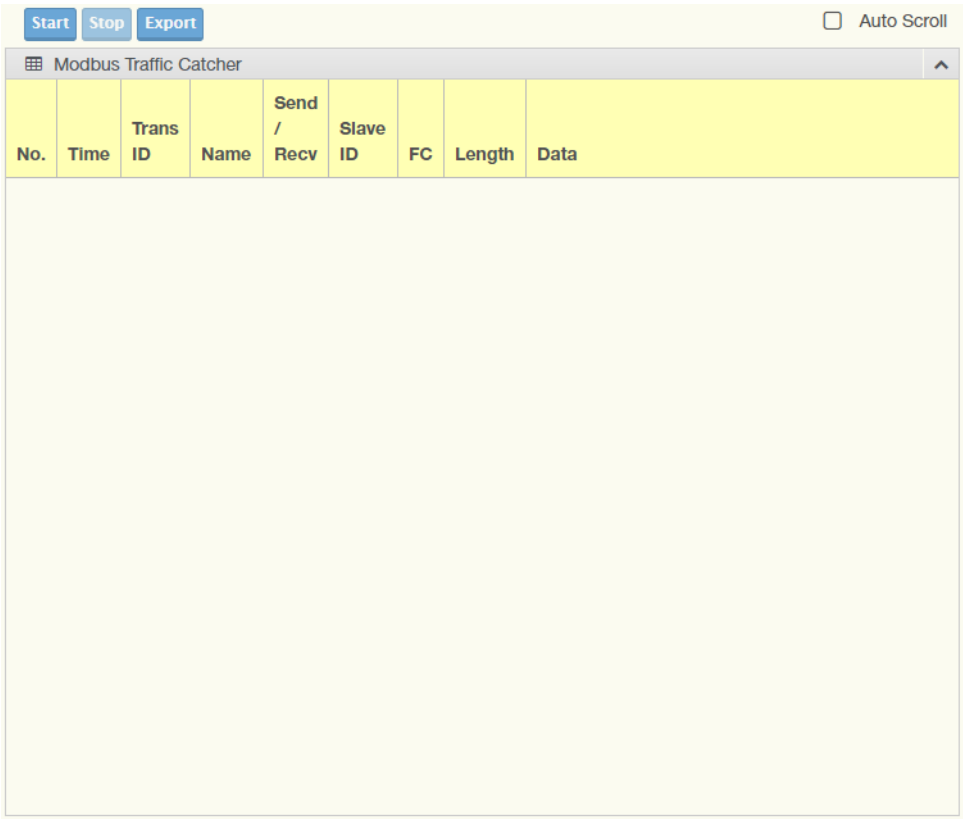 Start Stop Export Auto Scroll
Modbus Traffic Catcher
No. Time Trans ID Name Send / Recv Slave ID FC Length Data